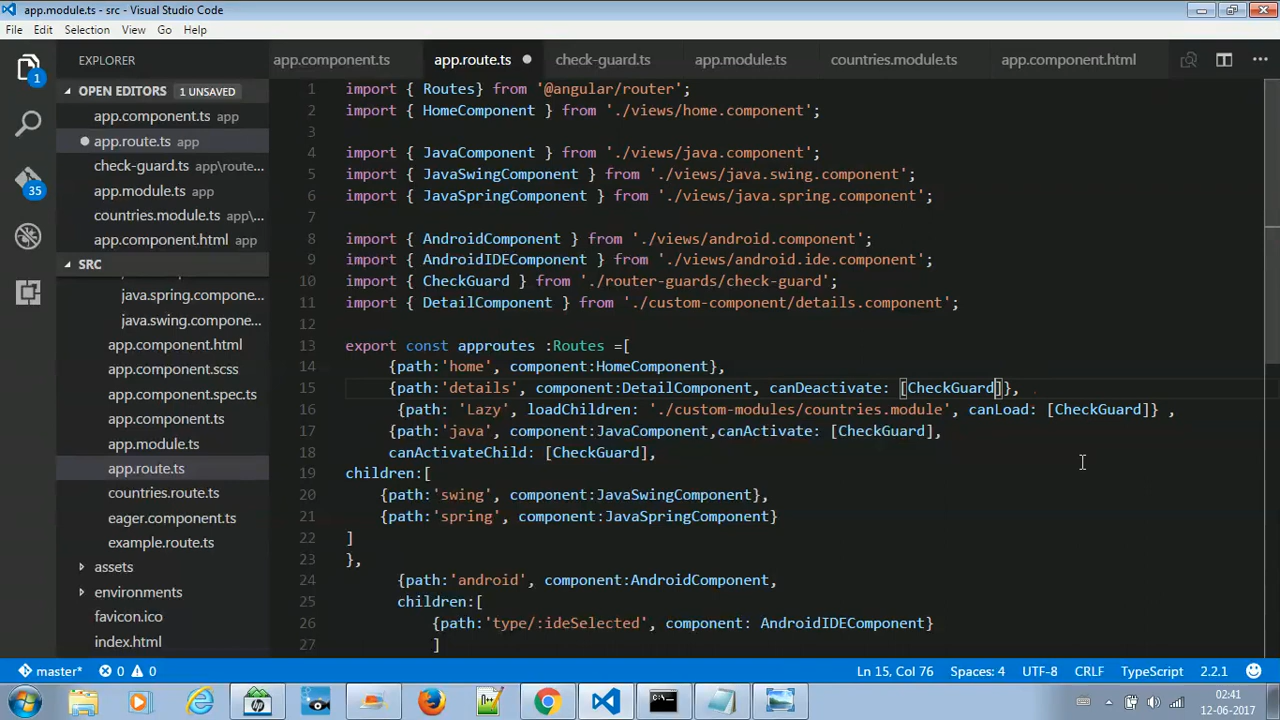 app.module.ts - src - Visual Studio Code
File Edit Selection View Go Help
EXPLORER
app.component.ts app.route.ts check-guard.ts app.module.ts countries.module.ts app.component.html
OPEN EDITORS 1 UNSAVED
app.component.ts app
app.route.ts app
check-guard.ts app\route...
app.module.ts app
countries.module.ts app\...
app.component.html app
SRC
java.spring.compone...
java.swing.compone...
app.component.html
app.component.scss
app.component.spec.ts
app.component.ts
app.module.ts
app.route.ts
countries.route.ts
eager.component.ts
example.route.ts
assets
environments
favicon.ico
index.html
1
35
1 import { Routes} from '@angular/router';
2 import { HomeComponent } from './views/home.component';
3
4 import { JavaComponent } from './views/java.component';
5 import { JavaSwingComponent } from './views/java.swing.component';
6 import { JavaSpringComponent } from './views/java.spring.component';
7
8 import { AndroidComponent } from './views/android.component';
9 import { AndroidIDEComponent } from './views/android.ide.component';
10 import { CheckGuard } from './router-guards/check-guard';
11 import { DetailComponent } from './custom-component/details.component';
12
13 export const approutes :Routes =[
14 {path:'home', component:HomeComponent},
15 {path:'details', component:DetailComponent, canDeactivate: [CheckGuard]},
16 {path: 'Lazy', loadChildren: './custom-modules/countries.module', canLoad: [CheckGuard]} ,
17 {path:'java', component:JavaComponent,canActivate: [CheckGuard],
18 canActivateChild: [CheckGuard],
19 children:[
20 {path:'swing', component:JavaSwingComponent},
21 {path:'spring', component:JavaSpringComponent}
22 ]
23 },
24 {path:'android', component:AndroidComponent,
25 children:[
26 {path:'type/:ideSelected', component: AndroidIDEComponent}
27 ]
master* 0 0 Ln 15, Col 76 Spaces: 4 UTF-8 CRLF TypeScript 2.2.1
02:41
12-06-2017